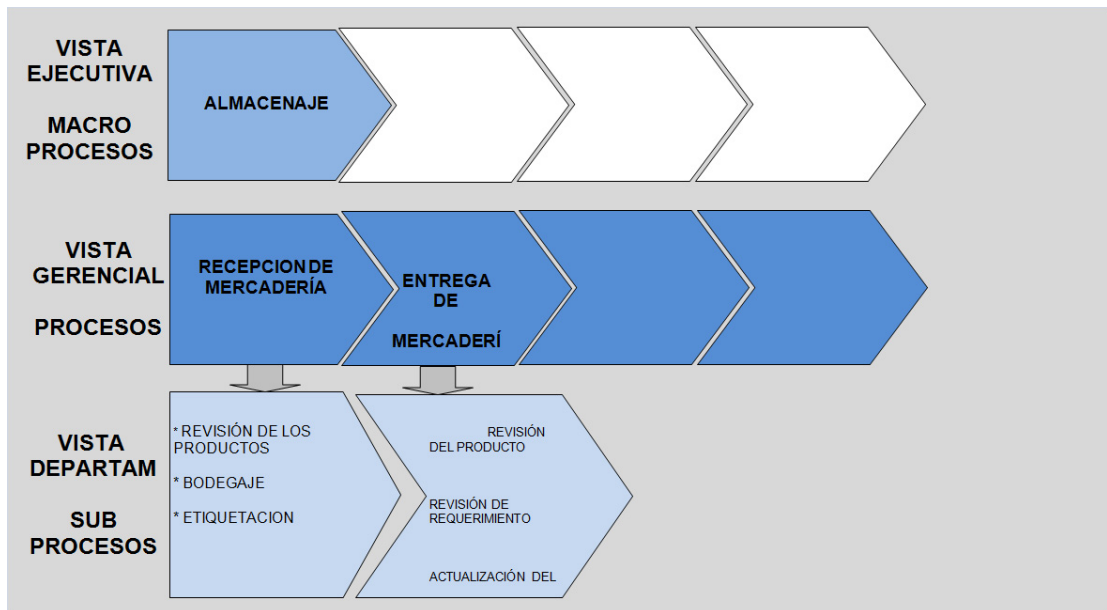 VISTA
EJECUTIVA
MACRO
PROCESOS
ALMACENAJE
VISTA
GERENCIAL
PROCESOS
RECEPCION DE
MERCADERÍA
ENTREGA
DE
MERCADERÍ
VISTA
DEPARTAM
SUB
PROCESOS
* REVISIÓN DE LOS
PRODUCTOS
* BODEGAJE
* ETIQUETACION
REVISIÓN
DEL PRODUCTO
REVISIÓN DE
REQUERIMIENTO
ACTUALIZACIÓN DEL